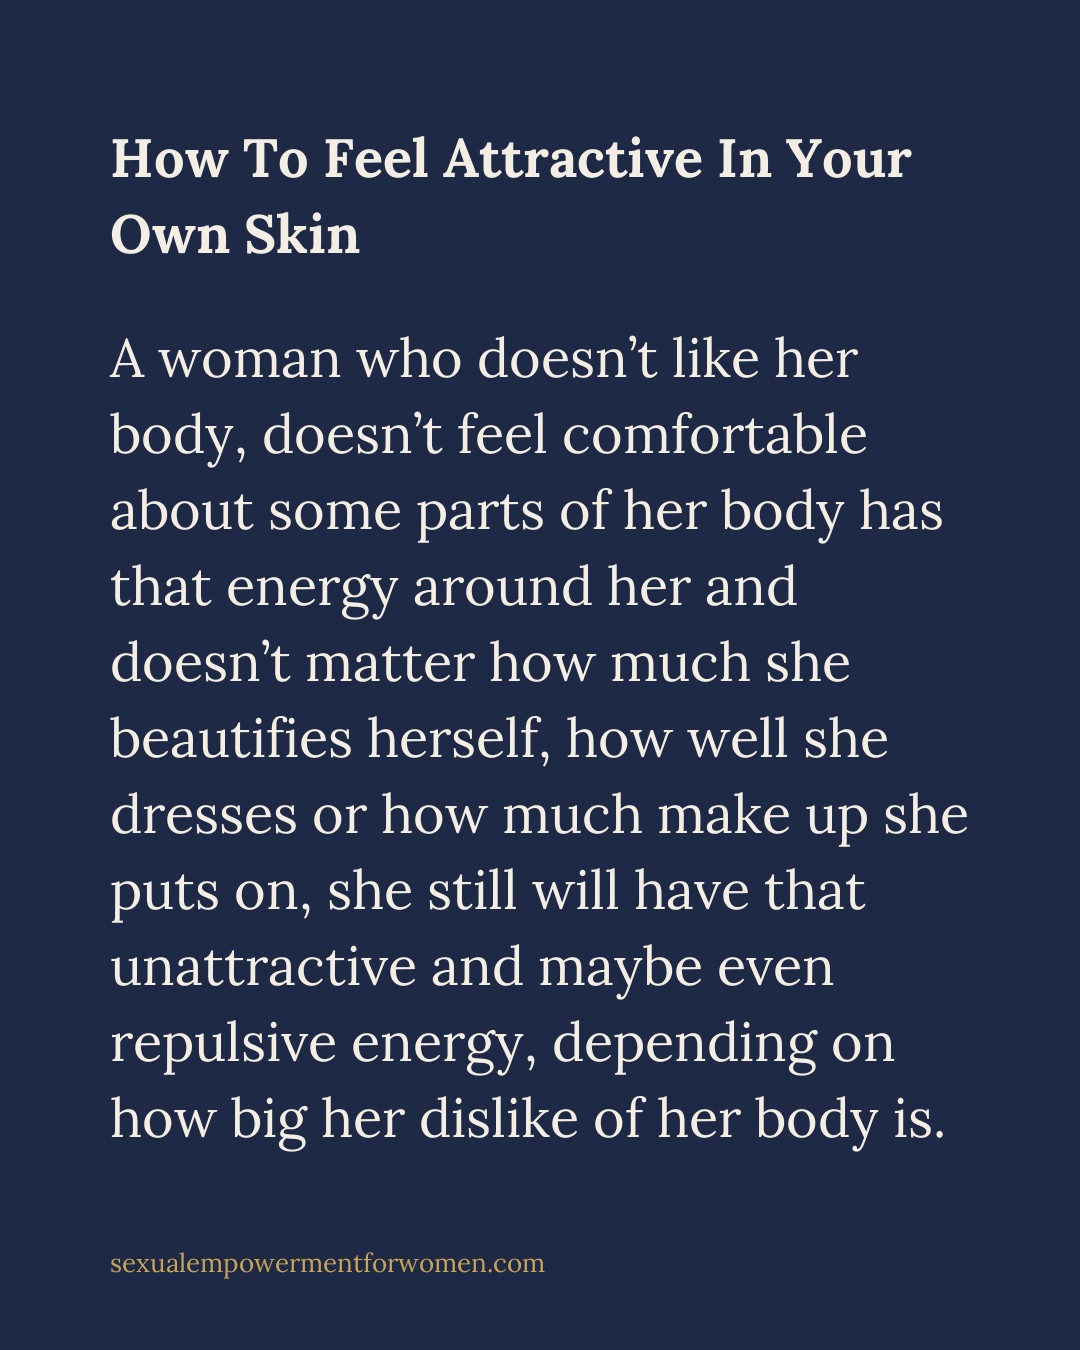 How To Feel Attractive In Your
Own Skin
A woman who doesn’t like her
body, doesn’t feel comfortable
about some parts of her body has
that energy around her and
doesn’t matter how much she
beautifies herself, how well she
dresses or how much make up she
puts on, she still will have that
unattractive and maybe even
repulsive energy, depending on
how big her dislike of her body is.
sexualempowermentforwomen.com